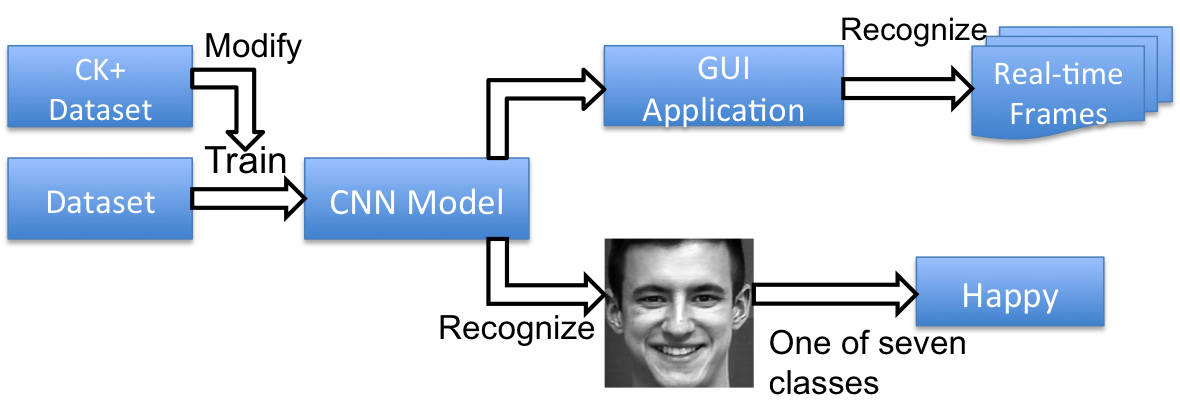 Modify
CK+
Dataset
Train
Dataset
CNN Model
GUI
Application
Recognize
Real-time
Frames
Recognize
One of seven
classes
Happy